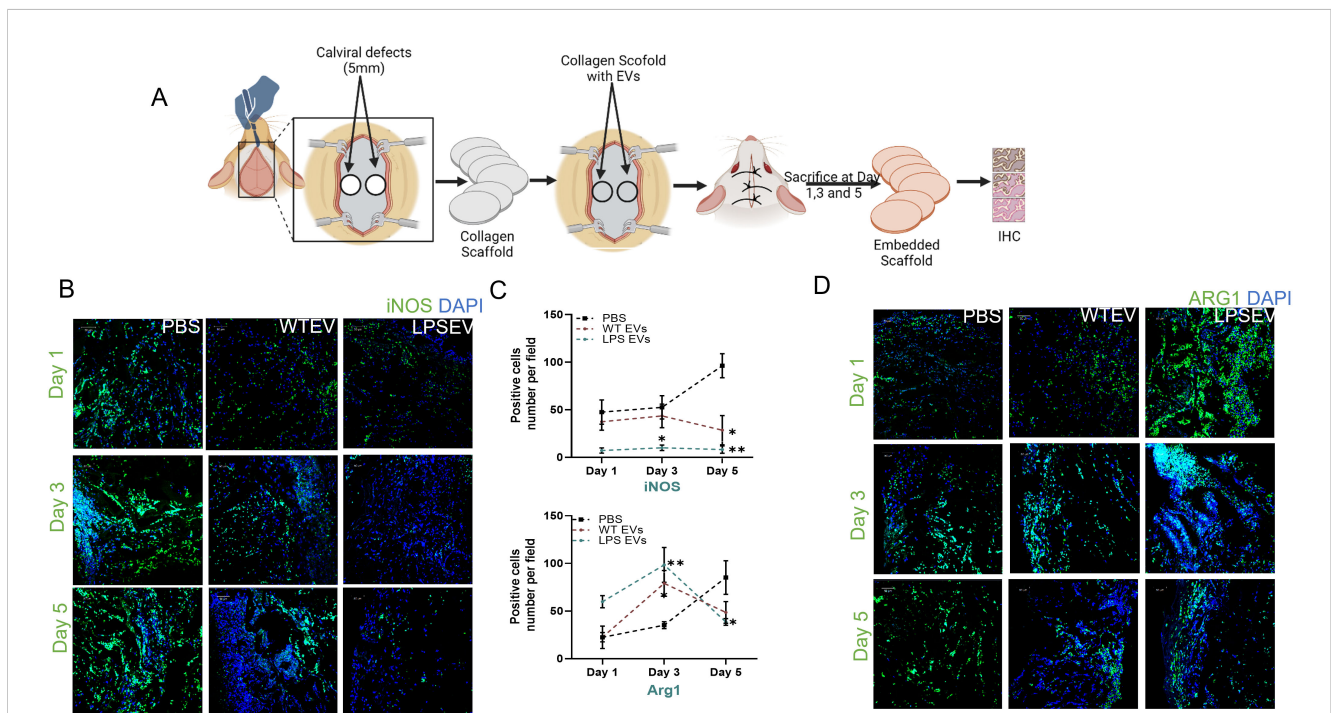 A
Calviral defects
(5mm)
Collagen
Scaffold
Collagen Scofold
with EVs
Sacrifice at Day
1,3 and 5
Embedded
Scaffold
IHC
B
iNOS DAPI
PBS
WTEV
LPSEV
Day 1
Day 3
Day 5
C
Positive cells
number per field
150
100
50
0
PBS
WT EVs
LPS EVs
*
*
**
Day 1
Day 3
Day 5
iNOS
Positive cells
number per field
150
100
50
0
PBS
WT EVs
LPS EVs
**
*
*
Day 1
Day 3
Day 5
Arg1
D
ARG1 DAPI
PBS
WTEV
LPSEV
Day 1
Day 3
Day 5